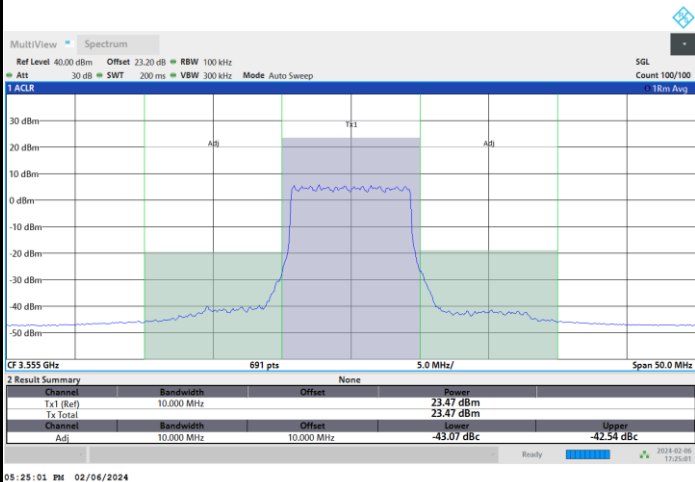 MultiView Spectrum
Ref Level 40.00 dBm Offset 23.20 dB RBW 100 kHz SGL
Att 30 dB SWT 200 ms VBW 300 kHz Mode Auto Sweep Count 100/100
1 ACLR 1Rm Avg
30 dBm
Tx1
20 dBm
Adj Adj
10 dBm
0 dBm
-10 dBm
-20 dBm
-30 dBm
-40 dBm
-50 dBm
CF 3.555 GHz 691 pts 5.0 MHz/ Span 50.0 MHz
2 Result Summary None
Channel Bandwidth Offset Power
Tx1 (Ref) 10.000 MHz 23.47 dBm
Tx Total 23.47 dBm
Channel Bandwidth Offset Lower Upper
Adj 10.000 MHz 10.000 MHz -43.07 dBc -42.54 dBc
Ready 2024-02-06
17:25:01
05:25:01 PM 02/06/2024